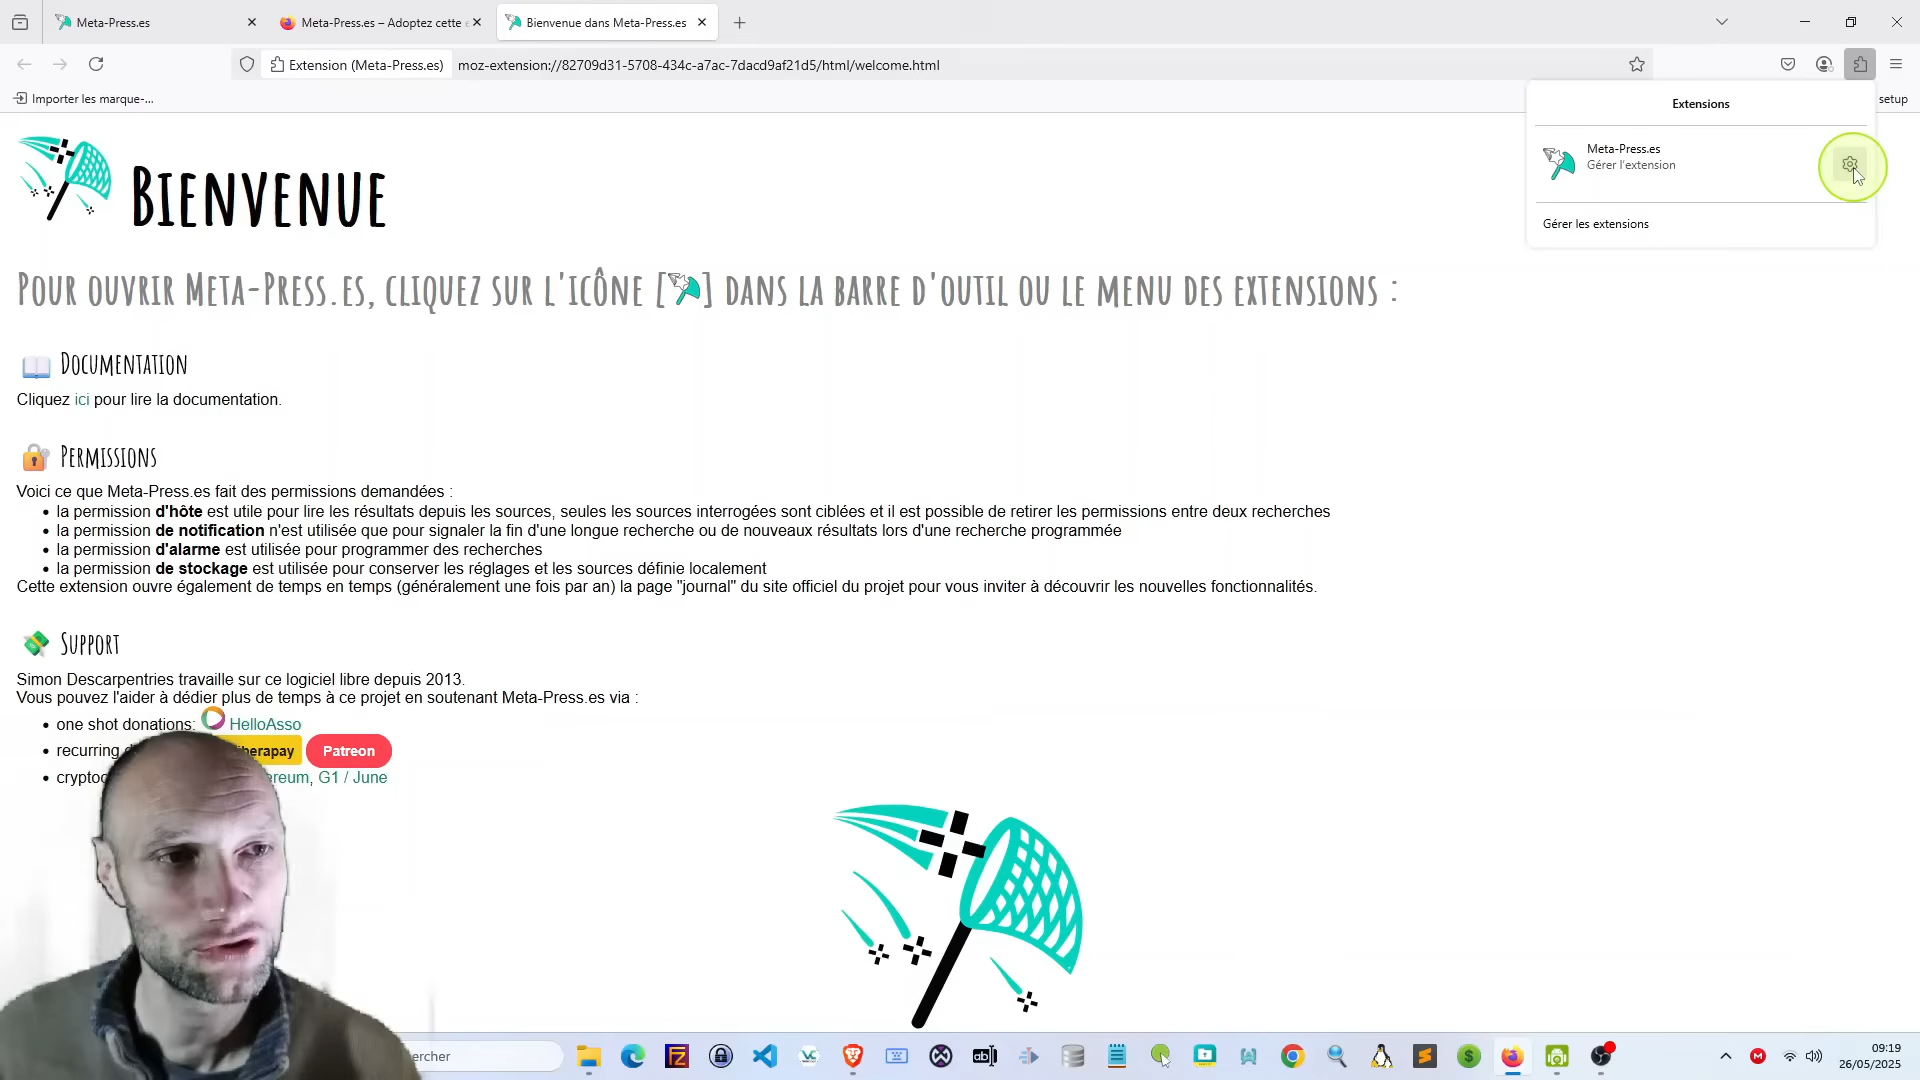 Meta-Press.es
Meta-Press.es – Adoptez cette
Bienvenue dans Meta-Press.es
Extension (Meta-Press.es)
moz-extension://82709d31-5708-434c-a7ac-7dacd9af21d5/html/welcome.html
Importer les marque-...
setup
Extensions
Meta-Press.es
Gérer l'extension
Gérer les extensions
Bienvenue
Pour ouvrir Meta-Press.es, cliquez sur l'icône [ ] dans la barre d'outil ou le menu des extensions :
Documentation
Cliquez ici pour lire la documentation.
Permissions
Voici ce que Meta-Press.es fait des permissions demandées :
• la permission d'hôte est utile pour lire les résultats depuis les sources, seules les sources interrogées sont ciblées et il est possible de retirer les permissions entre deux recherches
• la permission de notification n'est utilisée que pour signaler la fin d'une longue recherche ou de nouveaux résultats lors d'une recherche programmée
• la permission d'alarme est utilisée pour programmer des recherches
• la permission de stockage est utilisée pour conserver les réglages et les sources définie localement
Cette extension ouvre également de temps en temps (généralement une fois par an) la page "journal" du site officiel du projet pour vous inviter à découvrir les nouvelles fonctionnalités.
Support
Simon Descarpentries travaille sur ce logiciel libre depuis 2013.
Vous pouvez l'aider à dédier plus de temps à ce projet en soutenant Meta-Press.es via :
• one shot donations: HelloAsso
• recurring Patreon
• G1 / June
09:19
26/05/2025